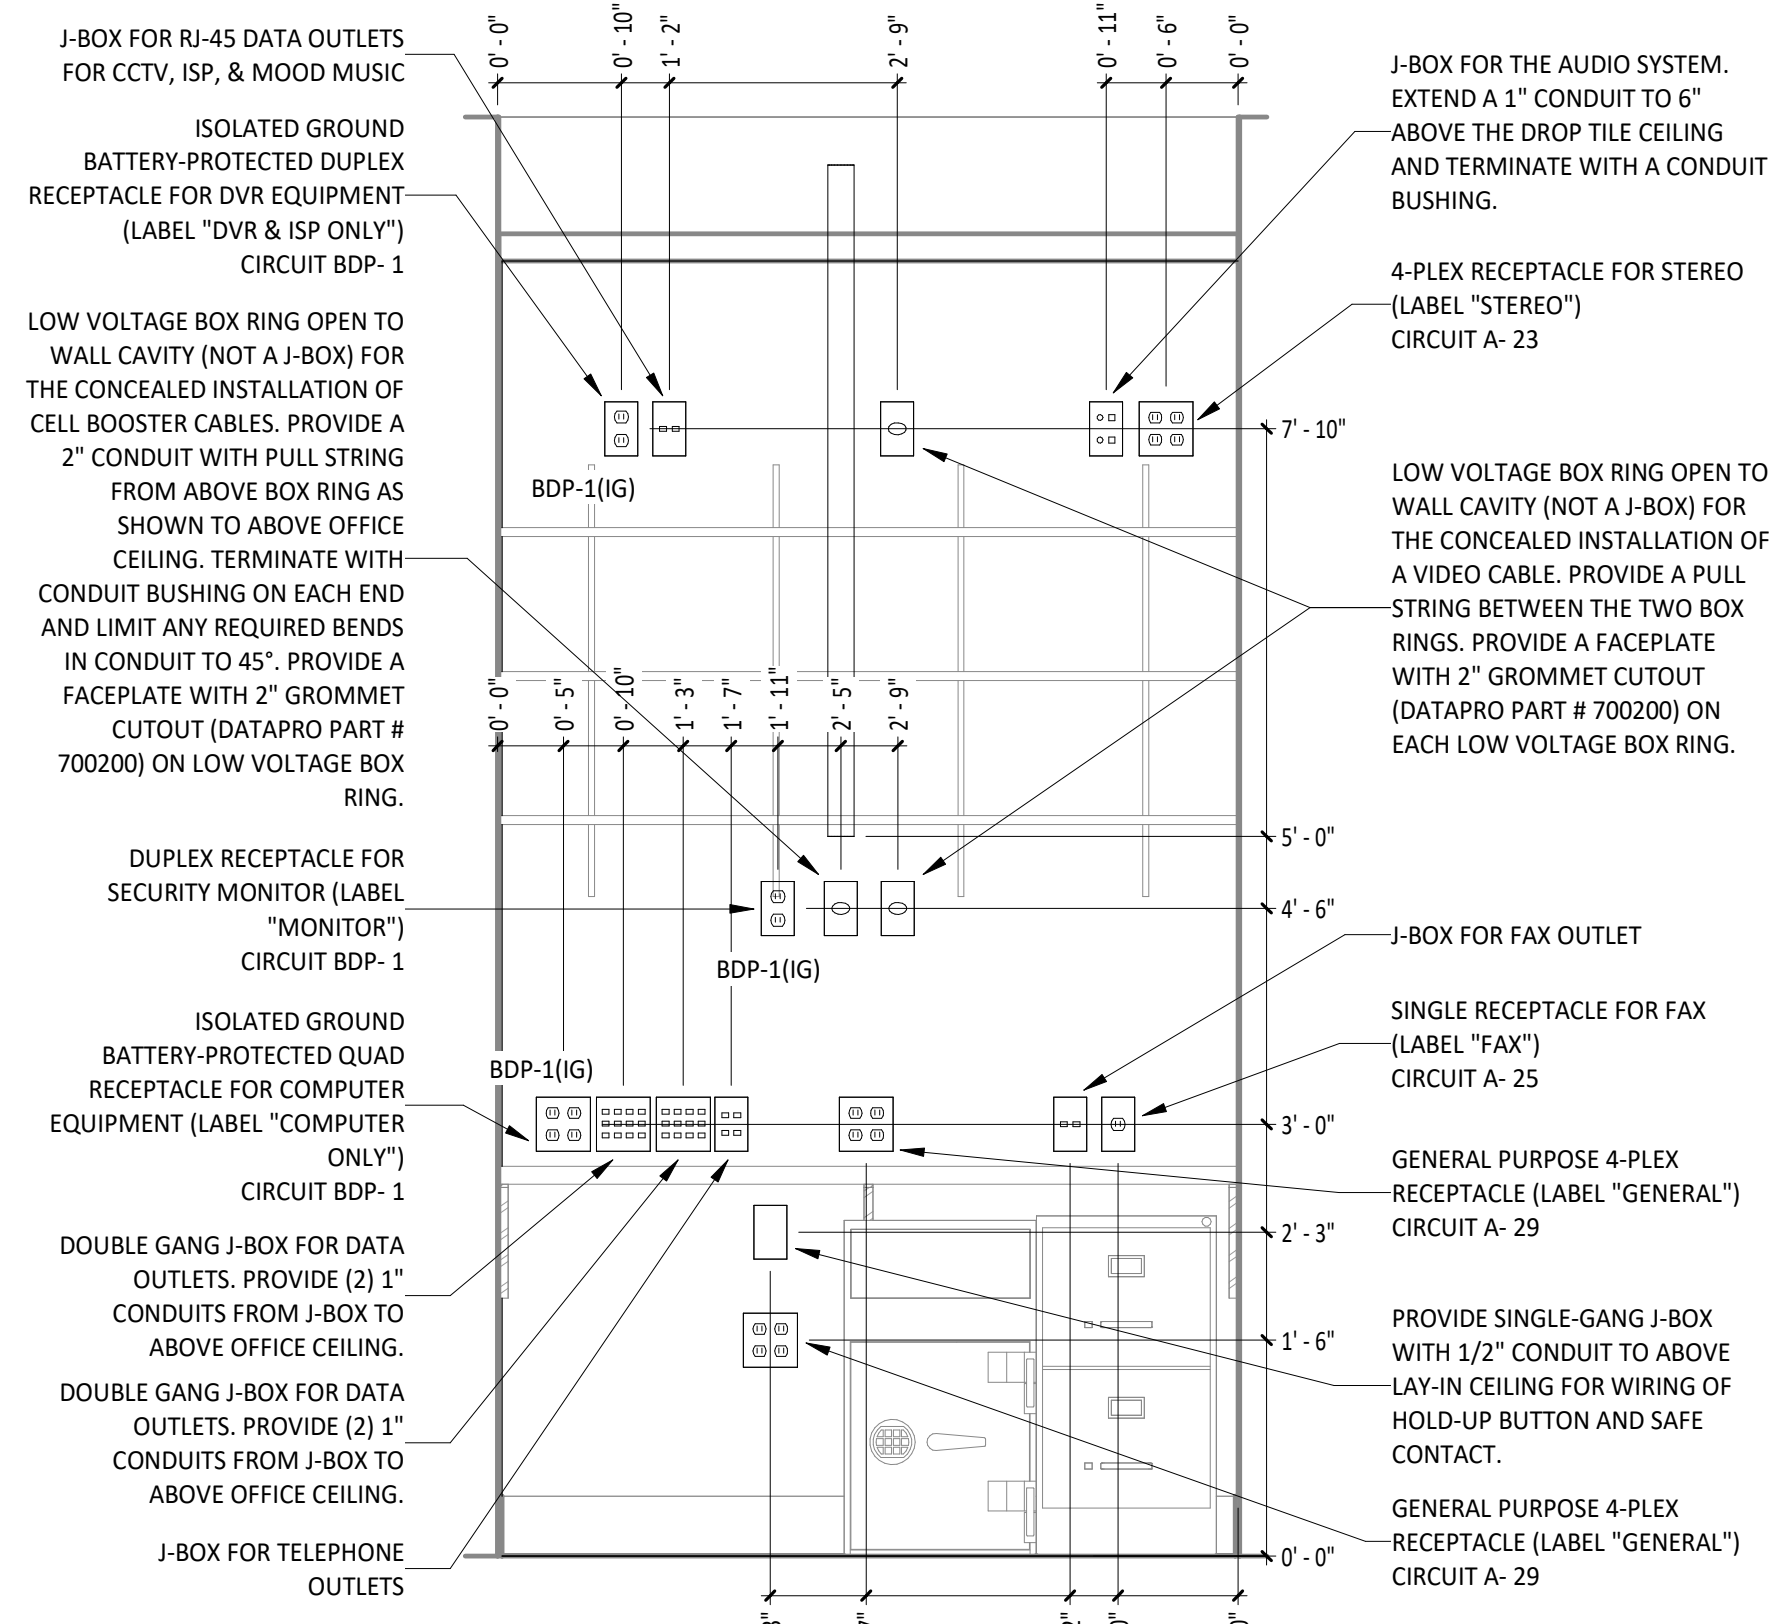 J-BOX FOR RJ-45 DATA OUTLETS
FOR CCTV, ISP, & MOOD MUSIC
ISOLATED GROUND
BATTERY-PROTECTED DUPLEX
RECEPTACLE FOR DVR EQUIPMENT
(LABEL "DVR & ISP ONLY")
CIRCUIT BDP- 1
LOW VOLTAGE BOX RING OPEN TO
WALL CAVITY (NOT A J-BOX) FOR
THE CONCEALED INSTALLATION OF
CELL BOOSTER CABLES. PROVIDE A
2" CONDUIT WITH PULL STRING
FROM ABOVE BOX RING AS
SHOWN TO ABOVE OFFICE
CEILING. TERMINATE WITH
CONDUIT BUSHING ON EACH END
AND LIMIT ANY REQUIRED BENDS
IN CONDUIT TO 45°. PROVIDE A
FACEPLATE WITH 2" GROMMET
CUTOUT (DATAPRO PART #
700200) ON LOW VOLTAGE BOX
RING.
DUPLEX RECEPTACLE FOR
SECURITY MONITOR (LABEL
"MONITOR")
CIRCUIT BDP- 1
ISOLATED GROUND
BATTERY-PROTECTED QUAD
RECEPTACLE FOR COMPUTER
EQUIPMENT (LABEL "COMPUTER
ONLY")
CIRCUIT BDP- 1
DOUBLE GANG J-BOX FOR DATA
OUTLETS. PROVIDE (2) 1"
CONDUITS FROM J-BOX TO
ABOVE OFFICE CEILING.
DOUBLE GANG J-BOX FOR DATA
OUTLETS. PROVIDE (2) 1"
CONDUITS FROM J-BOX TO
ABOVE OFFICE CEILING.
J-BOX FOR TELEPHONE
OUTLETS
0' - 0"
0' - 10"
1' - 2"
2' - 9"
0' - 11"
0' - 6"
0' - 0"
BDP-1(IG)
0' - 0"
0' - 5"
0' - 10"
1' - 3"
1' - 7"
1' - 11"
2' - 5"
2' - 9"
BDP-1(IG)
BDP-1(IG)
7' - 10"
5' - 0"
4' - 6"
3' - 0"
2' - 3"
1' - 6"
0' - 0"
J-BOX FOR THE AUDIO SYSTEM.
EXTEND A 1" CONDUIT TO 6"
ABOVE THE DROP TILE CEILING
AND TERMINATE WITH A CONDUIT
BUSHING.
4-PLEX RECEPTACLE FOR STEREO
(LABEL "STEREO")
CIRCUIT A- 23
LOW VOLTAGE BOX RING OPEN TO
WALL CAVITY (NOT A J-BOX) FOR
THE CONCEALED INSTALLATION OF
A VIDEO CABLE. PROVIDE A PULL
STRING BETWEEN THE TWO BOX
RINGS. PROVIDE A FACEPLATE
WITH 2" GROMMET CUTOUT
(DATAPRO PART # 700200) ON
EACH LOW VOLTAGE BOX RING.
J-BOX FOR FAX OUTLET
SINGLE RECEPTACLE FOR FAX
(LABEL "FAX")
CIRCUIT A- 25
GENERAL PURPOSE 4-PLEX
RECEPTACLE (LABEL "GENERAL")
CIRCUIT A- 29
PROVIDE SINGLE-GANG J-BOX
WITH 1/2" CONDUIT TO ABOVE
LAY-IN CEILING FOR WIRING OF
HOLD-UP BUTTON AND SAFE
CONTACT.
GENERAL PURPOSE 4-PLEX
RECEPTACLE (LABEL "GENERAL")
CIRCUIT A- 29